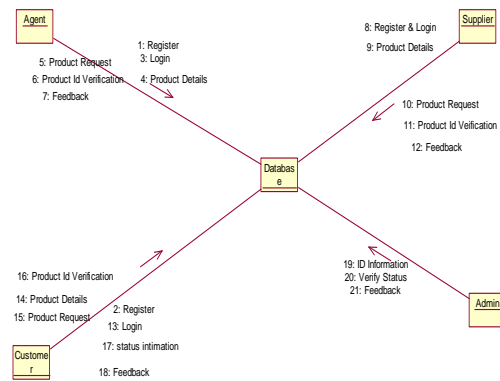 Agent
Supplier
1: Register
3: Login
4: Product Details
5: Product Request
6: Product Id Verification
7: Feedback
8: Register & Login
9: Product Details
10: Product Request
11: Product Id Veification
12: Feedback
Databas
e
16: Product Id Verification
14: Product Details
15: Product Request
2: Register
13: Login
17: status intimation
18: Feedback
19: ID Information
20: Verify Status
21: Feedback
Admin
Custome
r